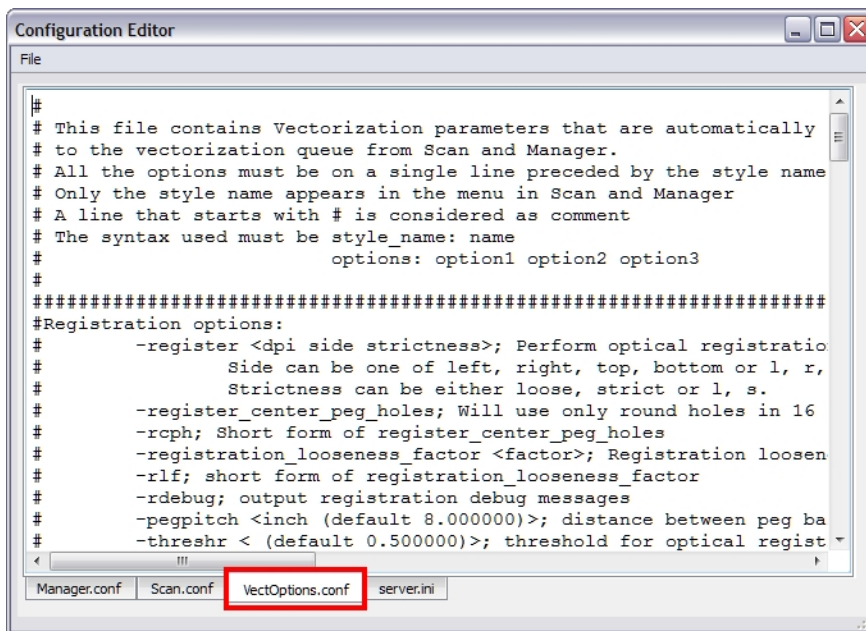 Configuration Editor
File
#
# This file contains Vectorization parameters that are automatically
# to the vectorization queue from Scan and Manager.
# All the options must be on a single line preceded by the style name
# Only the style name appears in the menu in Scan and Manager
# A line that starts with # is considered as comment
# The syntax used must be style_name: name
# options: option1 option2 option3
#
#####################################################################
#Registration options:
# -register <dpi side strictness>; Perform optical registratio
# Side can be one of left, right, top, bottom or l, r,
# Strictness can be either loose, strict or l, s.
# -register_center_peg_holes; Will use only round holes in 16
# -rcph; Short form of register_center_peg_holes
# -registration_looseness_factor <factor>; Registration loosen
# -rlf; short form of registration_looseness_factor
# -rdebug; output registration debug messages
# -pegpitch <inch (default 8.000000)>; distance between peg ba
# -threshr < (default 0.500000)>; threshold for optical regist
Manager.conf Scan.conf VectOptions.conf server.ini